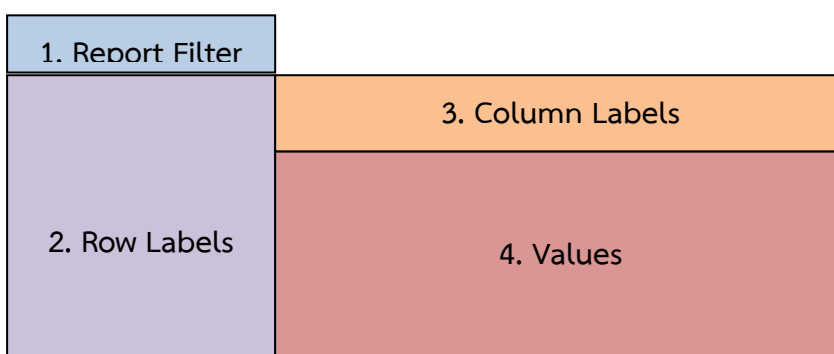 1. Report Filter
3. Column Labels
2. Row Labels
4. Values